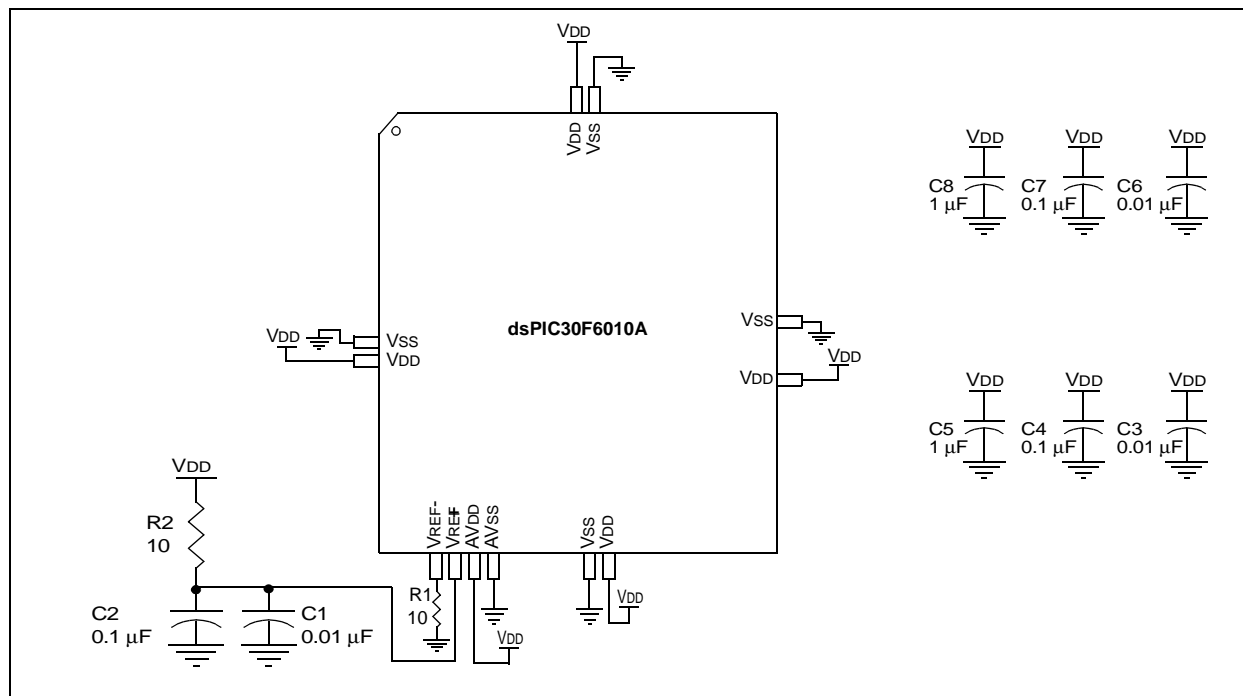 VDD
VDD
VSS
VDD VDD VDD
C8
1 µF
C7
0.1 µF
C6
0.01 µF
dsPIC30F6010A
VDD
VSS
VDD
VSS
VDD
VDD
VDD VDD VDD
C5
1 µF
C4
0.1 µF
C3
0.01 µF
VDD
R2
10
VREF-
VREF+
AVDD
AVSS
VSS
VDD
R1
10
VDD
VDD
C2
0.1 µF
C1
0.01 µF